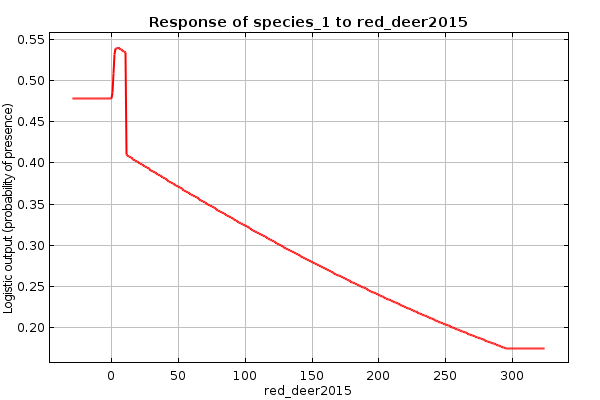 Response of species_1 to red_deer2015
Logistic output (probability of presence)
0.55
0.50
0.45
0.40
0.35
0.30
0.25
0.20
0 50 100 150 200 250 300
red_deer2015